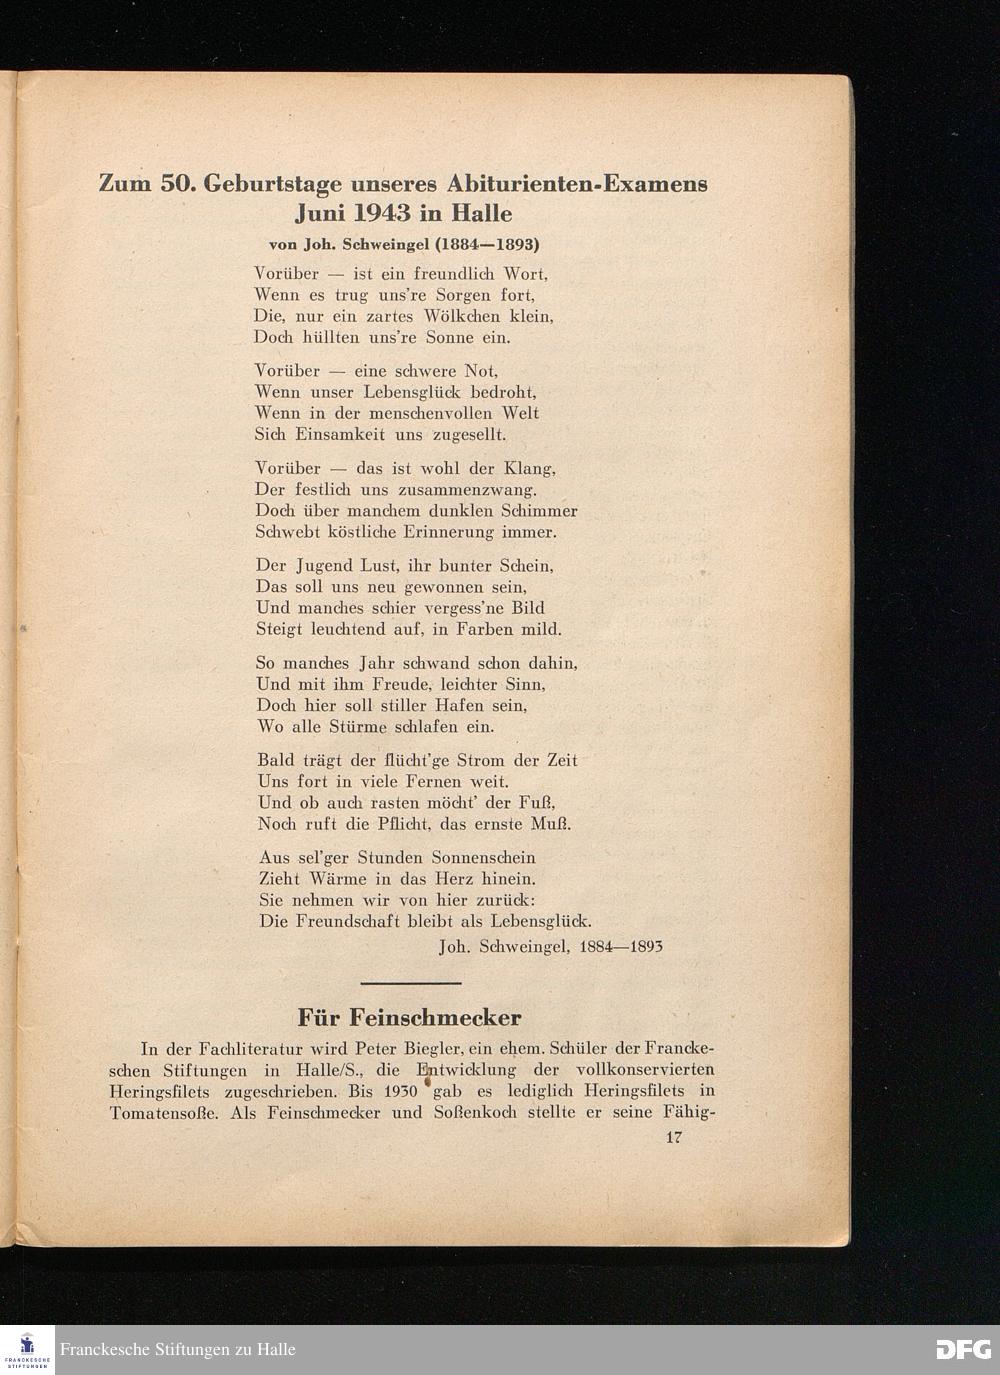 Zum 50. Geburtstage unseres Abiturienten-Examens
Juni 1943 in Halle
von Joh. Schweingel (1884—1893)
Vorüber — ist ein freundlich Wort,
Wenn es trug uns're Sorgen fort,
Die, nur ein zartes Wölkchen klein,
Doch hüllten uns're Sonne ein.
Vorüber — eine schwere Not,
Wenn unser Lebensglück bedroht,
Wenn in der menschenvollen Welt
Sich Einsamkeit uns zugesellt.
Vorüber — das ist wohl der Klang,
Der festlich uns zusammenzwang.
Doch über manchem dunklen Schimmer
Schwebt köstliche Erinnerung immer.
Der Jugend Lust, ihr bunter Schein,
Das soll uns neu gewonnen sein,
Und manches schier vergess'ne Bild
Steigt leuchtend auf, in Farben mild.
So manches Jahr schwand schon dahin,
Und mit ihm Freude, leichter Sinn,
Doch hier soll stiller Hafen sein,
Wo alle Stürme schlafen ein.
Bald trägt der flücht'ge Strom der Zeit
Uns fort in viele Fernen weit.
Und ob auch rasten möcht' der Fuß,
Noch ruft die Pflicht, das ernste Muß.
Aus sel'ger Stunden Sonnenschein
Zieht Wärme in das Herz hinein.
Sie nehmen wir von hier zurück:
Die Freundschaft bleibt als Lebensglück.
Joh. Schweingel, 1884—1893
Für Feinschmecker
In der Fachliteratur wird Peter Biegler, ein ehem. Schüler der Francke-
schen Stiftungen in Halle/S., die Entwicklung der vollkonservierten
Heringsfilets zugeschrieben. Bis 1930 gab es lediglich Heringsfilets in
Tomatensoße. Als Feinschmecker und Soßenkoch stellte er seine Fähig-
17
FRANCKESCHE
STIFTUNGEN
Franckesche Stiftungen zu Halle
DFG